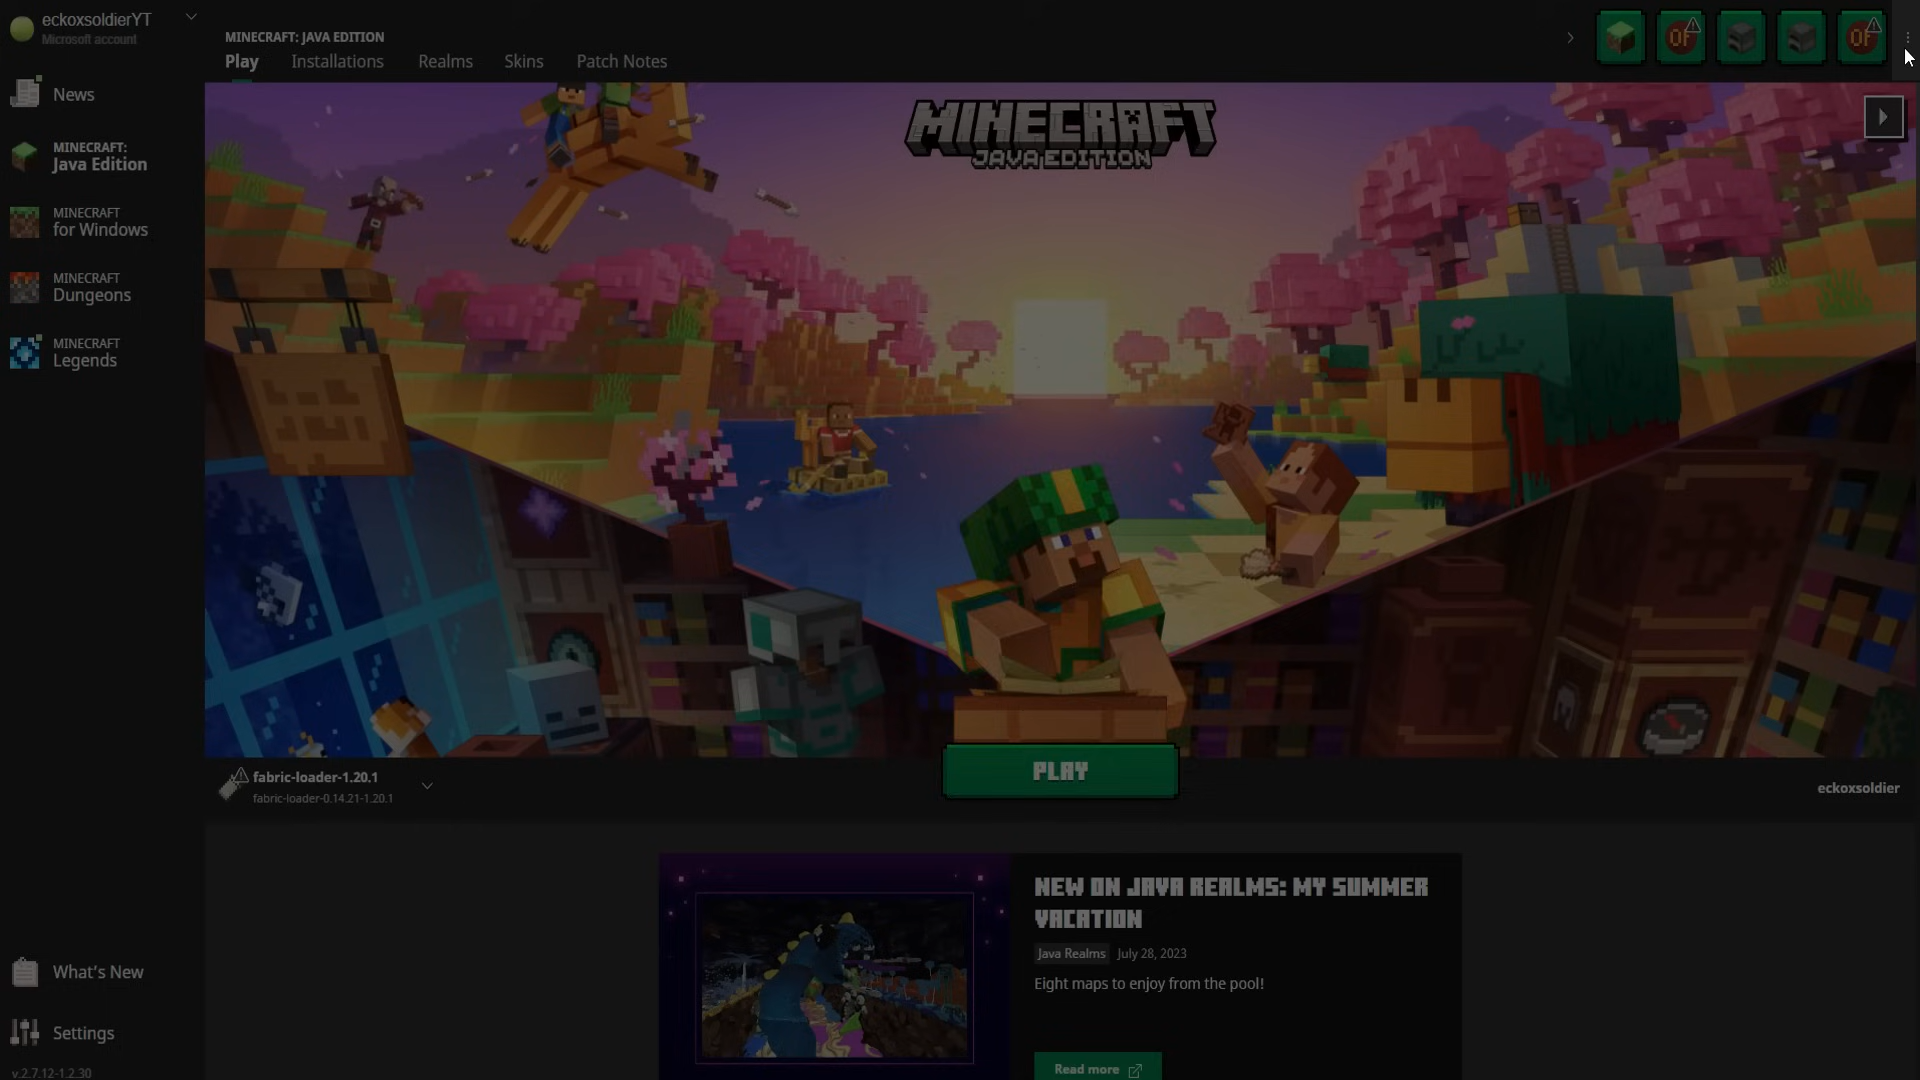 eckoxsoldierYT
Microsoft account
News
MINECRAFT:
Java Edition
MINECRAFT
for Windows
MINECRAFT
Dungeons
MINECRAFT
Legends
What's New
Settings
v.2.7.12-1.2.30
MINECRAFT: JAVA EDITION
Play Installations Realms Skins Patch Notes
OF OF
MINECRAFT
JAVA EDITION
fabric-loader-1.20.1
fabric-loader-0.14.21-1.20.1
PLAY
eckoxsoldier
NEW ON JAVA REALMS: MY SUMMER
VACATION
Java Realms July 28, 2023
Eight maps to enjoy from the pool!
Read more